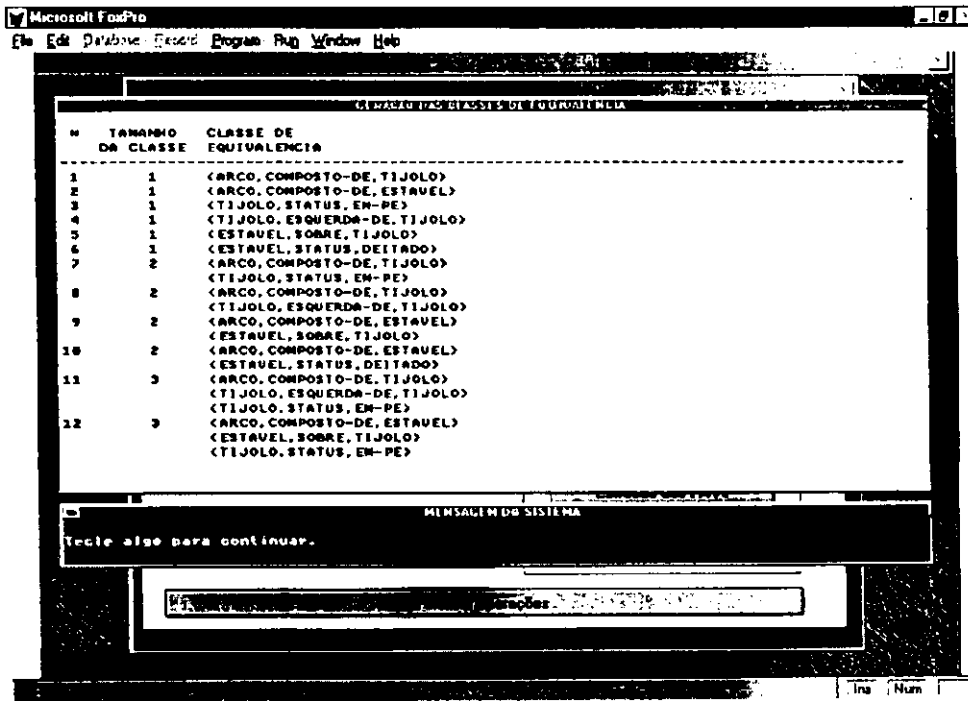 Microsoft FoxPro
File Edit Database Record Program Run Window Help
GERACAO DAS CLASSES DE EQUIVALENCIA
N TAMANHO CLASSE DE
DA CLASSE EQUIVALENCIA
1 1 <ARCO,COMPOSTO-DE,TIJOLO>
2 1 <ARCO,COMPOSTO-DE,ESTAVEL>
3 1 <TIJOLO,STATUS,EM-PE>
4 1 <TIJOLO,ESQUERDA-DE,TIJOLO>
5 1 <ESTAVEL,SOBRE,TIJOLO>
6 1 <ESTAVEL,STATUS,DEITADO>
7 2 <ARCO,COMPOSTO-DE,TIJOLO>
<TIJOLO,STATUS,EM-PE>
8 2 <ARCO,COMPOSTO-DE,TIJOLO>
<TIJOLO,ESQUERDA-DE,TIJOLO>
9 2 <ARCO,COMPOSTO-DE,ESTAVEL>
<ESTAVEL,SOBRE,TIJOLO>
10 2 <ARCO,COMPOSTO-DE,ESTAVEL>
<ESTAVEL,STATUS,DEITADO>
11 3 <ARCO,COMPOSTO-DE,TIJOLO>
<TIJOLO,ESQUERDA-DE,TIJOLO>
<TIJOLO,STATUS,EM-PE>
12 3 <ARCO,COMPOSTO-DE,ESTAVEL>
<ESTAVEL,SOBRE,TIJOLO>
<TIJOLO,STATUS,EM-PE>
MENSAGEM DO SISTEMA
Tecle algo para continuar.
Ins Num